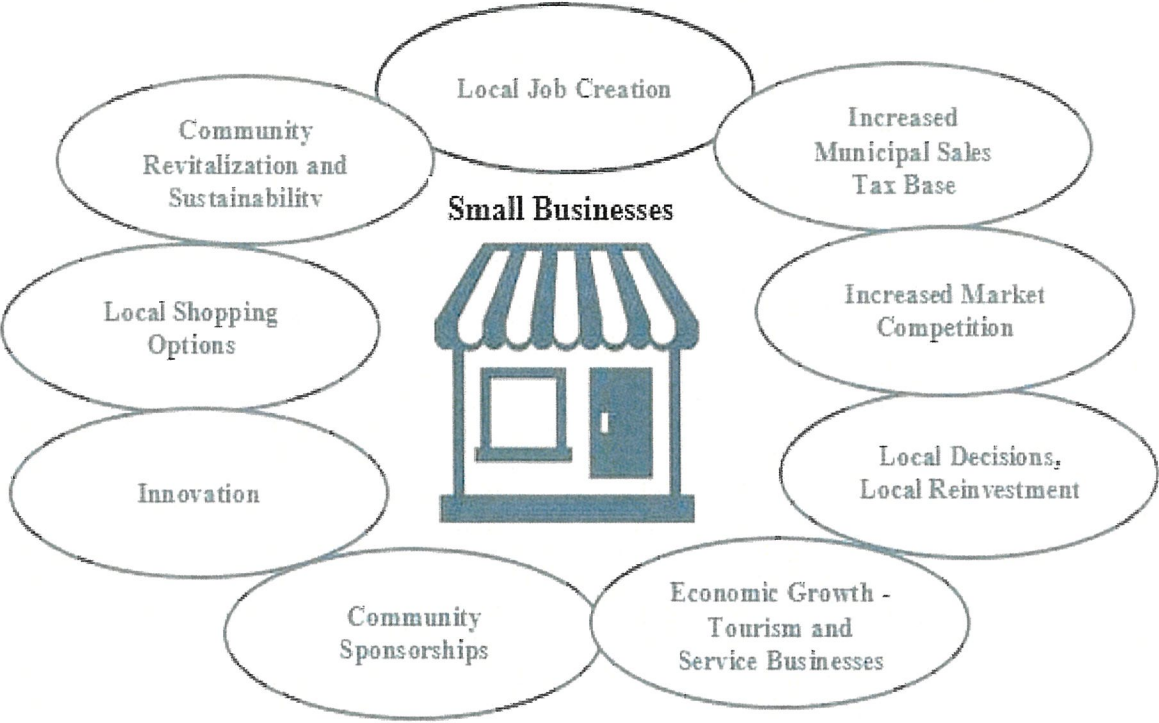 Local Job Creation
Increased
Municipal Sales
Tax Base
Community
Revitalization and
Sustainability
Small Businesses
Increased Market
Competition
Local Shopping
Options
Local Decisions,
Local Reinvestment
Innovation
Economic Growth -
Tourism and
Service Businesses
Community
Sponsorships